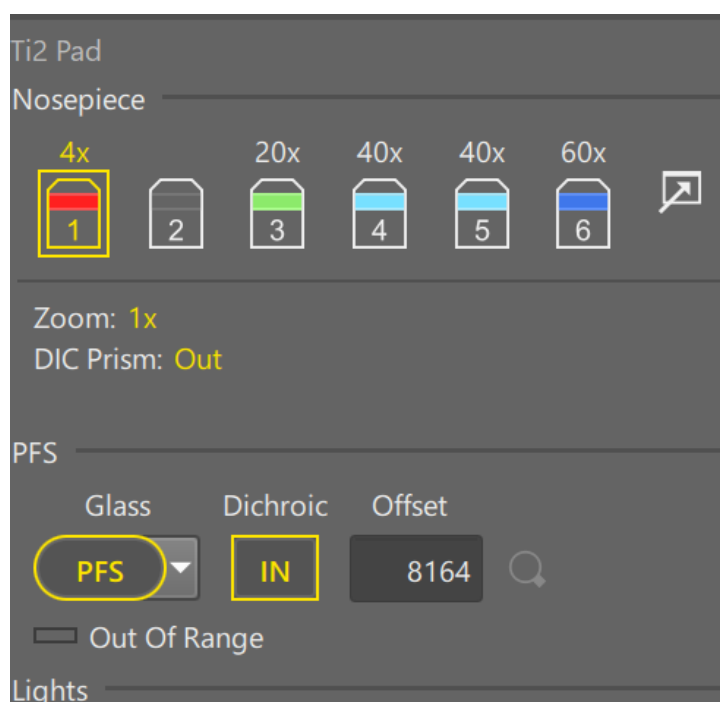 Ti2 Pad
Nosepiece
4x 20x 40x 40x 60x
1 2 3 4 5 6
Zoom: 1x
DIC Prism: Out
PFS
Glass Dichroic Offset
PFS IN 8164
Out Of Range
Lights